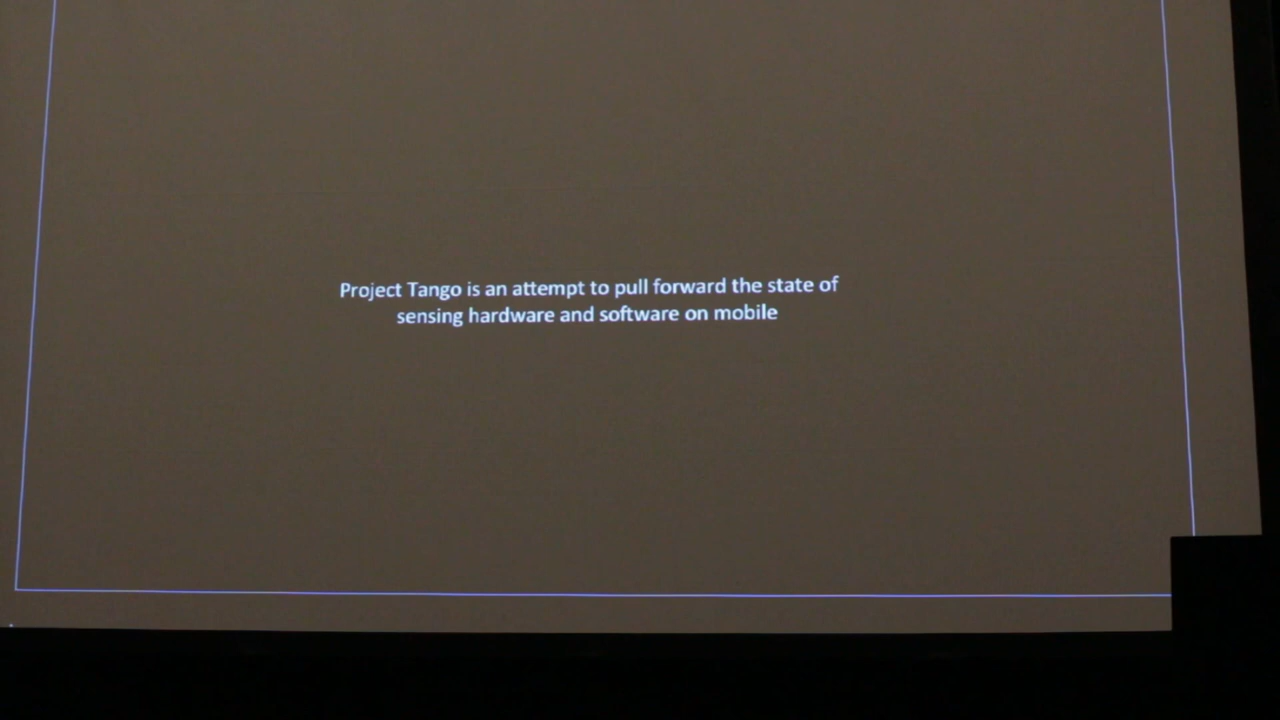 Project Tango is an attempt to pull forward the state of
sensing hardware and software on mobile